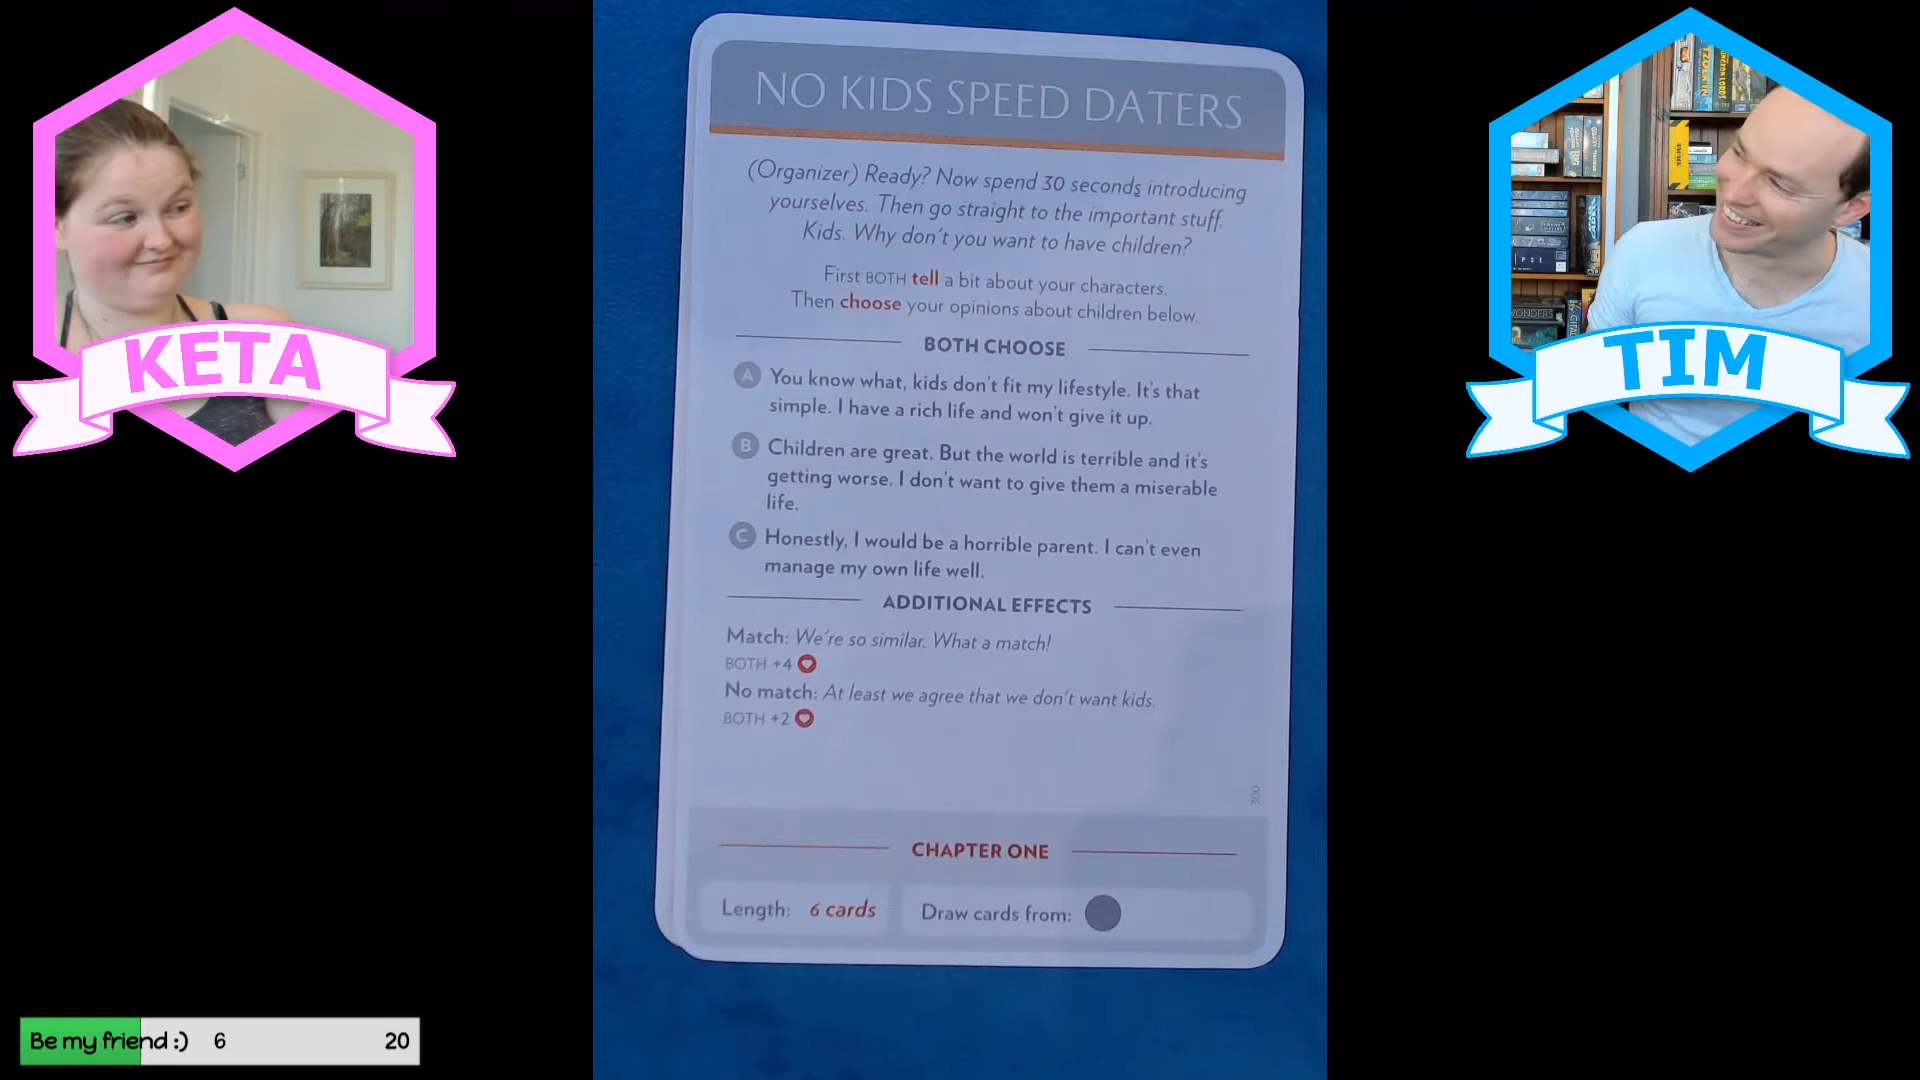 NO KIDS SPEED DATERS
(Organizer) Ready? Now spend 30 seconds introducing
yourselves. Then go straight to the important stuff.
Kids. Why don't you want to have children?
First BOTH tell a bit about your characters.
Then choose your opinions about children below.
BOTH CHOOSE
A You know what, kids don't fit my lifestyle. It's that
simple. I have a rich life and won't give it up.
B Children are great. But the world is terrible and it's
getting worse. I don't want to give them a miserable
life.
C Honestly, I would be a horrible parent. I can't even
manage my own life well.
ADDITIONAL EFFECTS
Match: We're so similar. What a match!
BOTH +4
No match: At least we agree that we don't want kids.
BOTH +2
300
CHAPTER ONE
Length: 6 cards
Draw cards from:
KETA
TIM
Be my friend :) 6 20